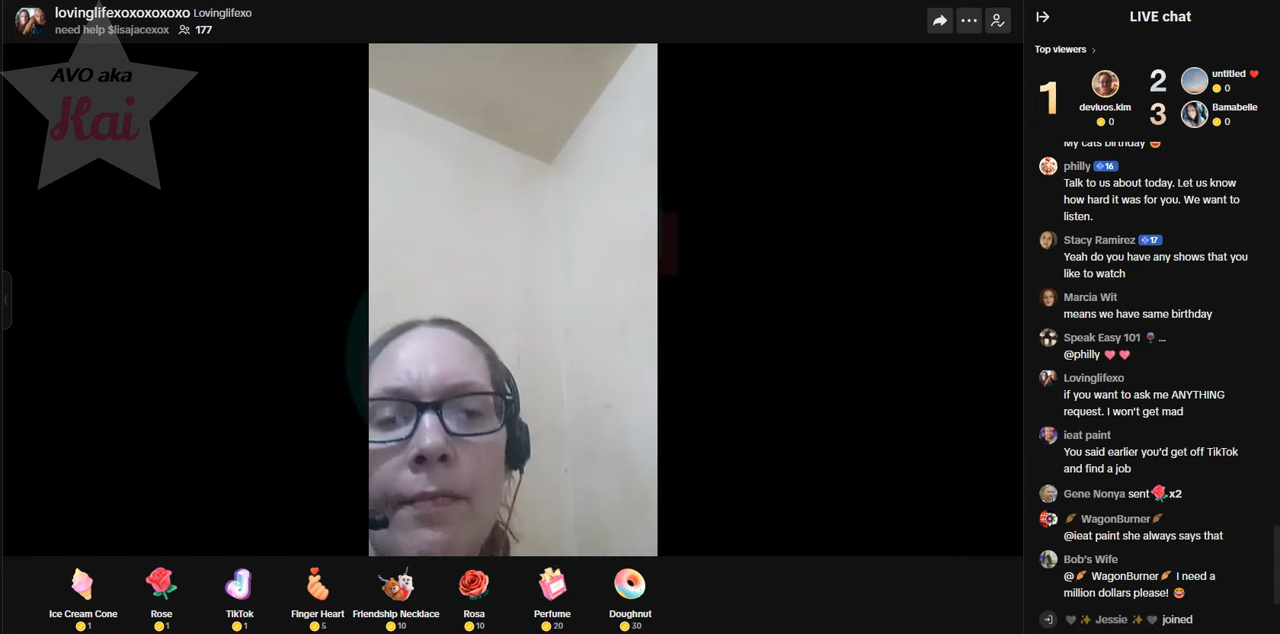 lovinglifexoxoxoxoxo Lovinglifexo
need help $lisajacexox 177
AVO aka
Kai
LIVE chat
Top viewers
1
devluos.kim
0
2
untitled
0
3
Bamabelle
0
My cats birthday
philly 16
Talk to us about today. Let us know
how hard it was for you. We want to
listen.
Stacy Ramirez 17
Yeah do you have any shows that you
like to watch
Marcia Wit
means we have same birthday
Speak Easy 101 ...
@philly
Lovinglifexo
if you want to ask me ANYTHING
request. I won't get mad
ieat paint
You said earlier you'd get off TikTok
and find a job
Gene Nonya sent x2
WagonBurner
@ieat paint she always says that
Bob's Wife
@ WagonBurner I need a
million dollars please!
Jessie joined
Ice Cream Cone
1
Rose
1
TikTok
1
Finger Heart
5
Friendship Necklace
10
Rosa
10
Perfume
20
Doughnut
30